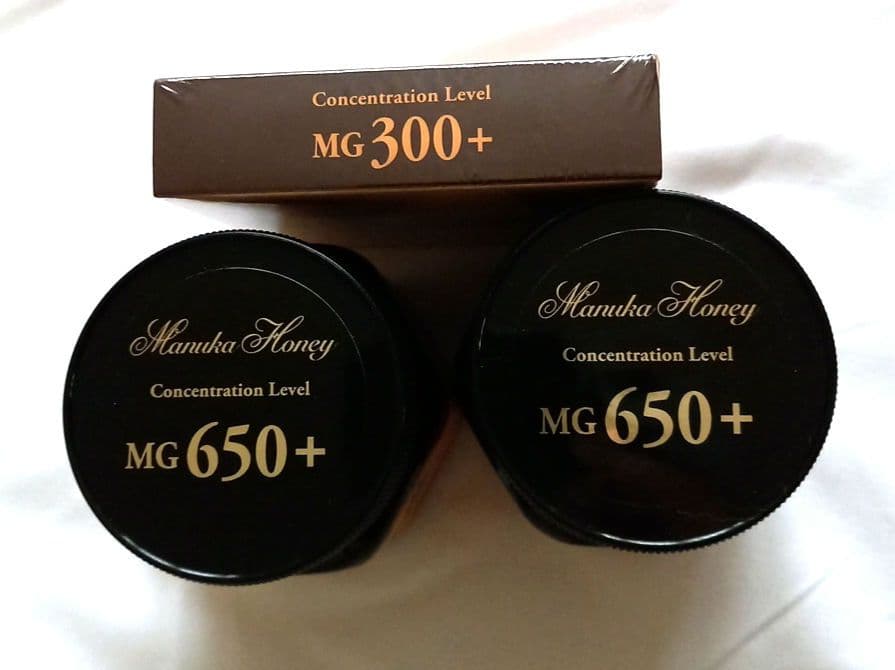 Concentration Level
MG 300+
Manuka Honey
Concentration Level
MG 650+
Manuka Honey
Concentration Level
MG 650+